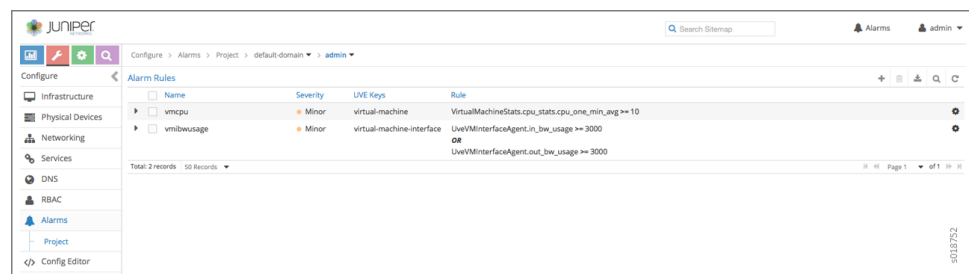 JUNIPER
NETWORKS
Search Sitemap
Alarms
admin
Configure > Alarms > Project > default-domain > admin
Configure
Alarm Rules
Infrastructure
Physical Devices
Networking
Services
DNS
RBAC
Alarms
Project
Config Editor
Name Severity UVE Keys Rule
vmcpu Minor virtual-machine VirtualMachineStats.cpu_stats.cpu_one_min_avg >= 10
vmibwusage Minor virtual-machine-interface UveVMInterfaceAgent.in_bw_usage >= 3000
OR
UveVMInterfaceAgent.out_bw_usage >= 3000
Total: 2 records 50 Records
Page 1 of 1
s018752